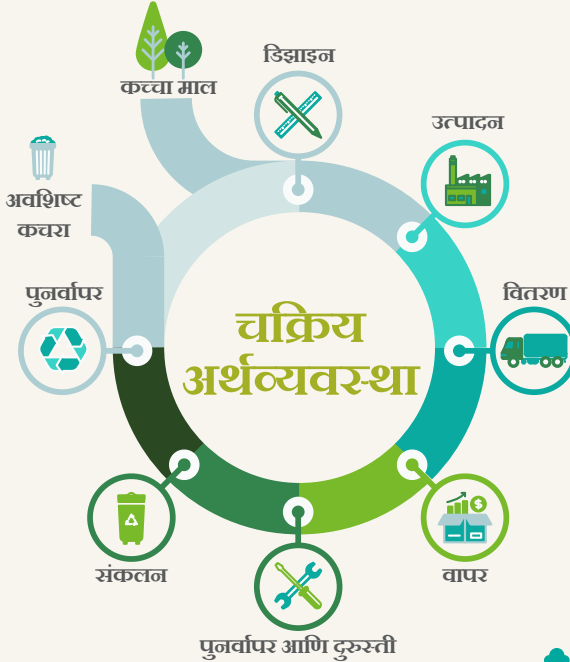 कच्चा माल
डिझाइन
उत्पादन
वितरण
वापर
पुनर्वापर आणि दुरुस्ती
संकलन
पुनर्वापर
अवशिष्ट
कचरा
चक्रिय
अर्थव्यवस्था
$